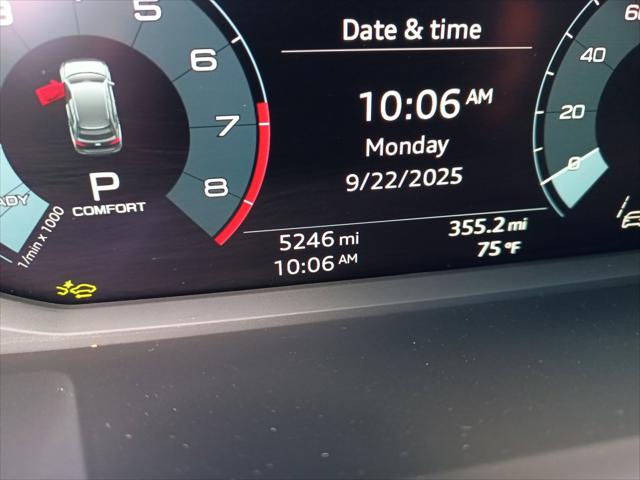 Date & time
10:06 AM
Monday
9/22/2025
5246 mi
355.2 mi
10:06 AM
75 °F
5
6
7
8
1/min x 1000
P
COMFORT
60
40
20
0